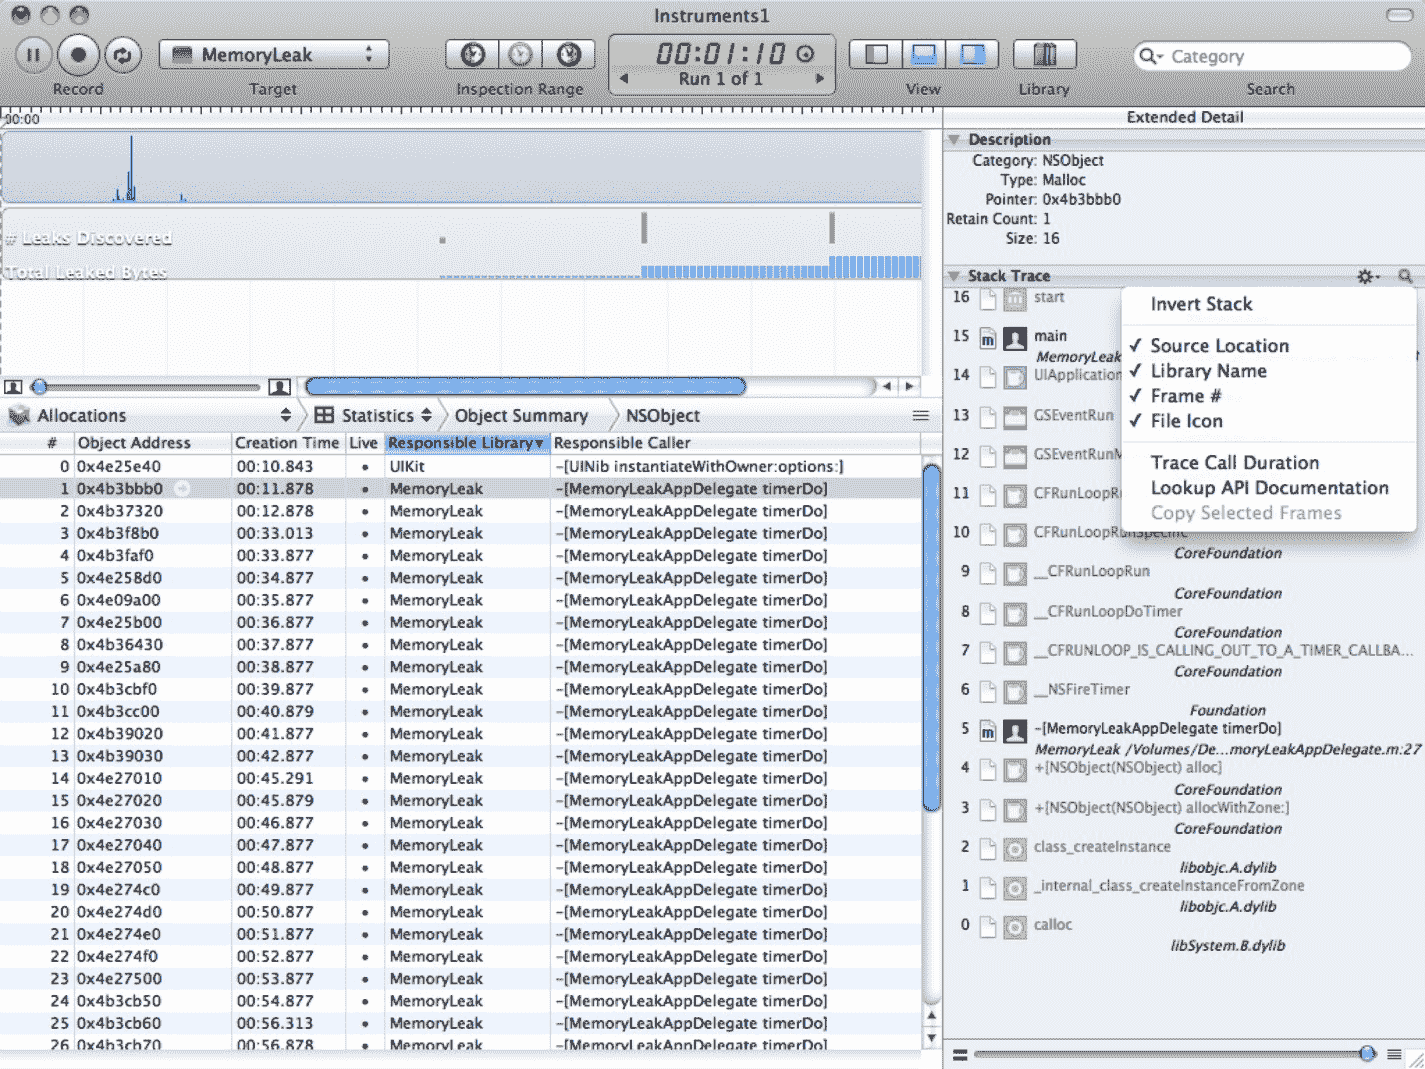 Instruments1
MemoryLeak
00:01:10
Run 1 of 1
Category
Record
Target
Inspection Range
View
Library
Search
00:00
# Leaks Discovered
Total Leaked Bytes
Allocations
Statistics
Object Summary
NSObject
# Object Address Creation Time Live Responsible Library Responsible Caller
0 0x4e25e40 00:10.843 • UIKit -[UINib instantiateWithOwner:options:]
1 0x4b3bbb0 00:11.878 • MemoryLeak -[MemoryLeakAppDelegate timerDo]
2 0x4b37320 00:12.878 • MemoryLeak -[MemoryLeakAppDelegate timerDo]
3 0x4b3f8b0 00:33.013 • MemoryLeak -[MemoryLeakAppDelegate timerDo]
4 0x4b3faf0 00:33.877 • MemoryLeak -[MemoryLeakAppDelegate timerDo]
5 0x4e258d0 00:34.877 • MemoryLeak -[MemoryLeakAppDelegate timerDo]
6 0x4e09a00 00:35.877 • MemoryLeak -[MemoryLeakAppDelegate timerDo]
7 0x4e25b00 00:36.877 • MemoryLeak -[MemoryLeakAppDelegate timerDo]
8 0x4b36430 00:37.877 • MemoryLeak -[MemoryLeakAppDelegate timerDo]
9 0x4e25a80 00:38.877 • MemoryLeak -[MemoryLeakAppDelegate timerDo]
10 0x4b3cbf0 00:39.877 • MemoryLeak -[MemoryLeakAppDelegate timerDo]
11 0x4b3cc00 00:40.879 • MemoryLeak -[MemoryLeakAppDelegate timerDo]
12 0x4b39020 00:41.877 • MemoryLeak -[MemoryLeakAppDelegate timerDo]
13 0x4b39030 00:42.877 • MemoryLeak -[MemoryLeakAppDelegate timerDo]
14 0x4e27010 00:45.291 • MemoryLeak -[MemoryLeakAppDelegate timerDo]
15 0x4e27020 00:45.879 • MemoryLeak -[MemoryLeakAppDelegate timerDo]
16 0x4e27030 00:46.877 • MemoryLeak -[MemoryLeakAppDelegate timerDo]
17 0x4e27040 00:47.877 • MemoryLeak -[MemoryLeakAppDelegate timerDo]
18 0x4e27050 00:48.877 • MemoryLeak -[MemoryLeakAppDelegate timerDo]
19 0x4e274c0 00:49.877 • MemoryLeak -[MemoryLeakAppDelegate timerDo]
20 0x4e274d0 00:50.877 • MemoryLeak -[MemoryLeakAppDelegate timerDo]
21 0x4e274e0 00:51.877 • MemoryLeak -[MemoryLeakAppDelegate timerDo]
22 0x4e274f0 00:52.877 • MemoryLeak -[MemoryLeakAppDelegate timerDo]
23 0x4e27500 00:53.877 • MemoryLeak -[MemoryLeakAppDelegate timerDo]
24 0x4b3cb50 00:54.877 • MemoryLeak -[MemoryLeakAppDelegate timerDo]
25 0x4b3cb60 00:56.313 • MemoryLeak -[MemoryLeakAppDelegate timerDo]
26 0x4b3cb70 00:56.878 • MemoryLeak -[MemoryLeakAppDelegate timerDo]
Extended Detail
Description
Category: NSObject
Type: Malloc
Pointer: 0x4b3bbb0
Retain Count: 1
Size: 16
Stack Trace
16 start
15 m main
MemoryLeak
14 UIApplication
13 GSEventRun
12 GSEventRunM
11 CFRunLoopR
10 CFRunLoopRunSpecific
CoreFoundation
9 __CFRunLoopRun
CoreFoundation
8 __CFRunLoopDoTimer
CoreFoundation
7 __CFRUNLOOP_IS_CALLING_OUT_TO_A_TIMER_CALLBA...
CoreFoundation
6 __NSFireTimer
Foundation
5 m -[MemoryLeakAppDelegate timerDo]
MemoryLeak /Volumes/De...moryLeakAppDelegate.m:27
4 +[NSObject(NSObject) alloc]
CoreFoundation
3 +[NSObject(NSObject) allocWithZone:]
CoreFoundation
2 class_createInstance
libobjc.A.dylib
1 _internal_class_createInstanceFromZone
libobjc.A.dylib
0 calloc
libSystem.B.dylib
Invert Stack
✓ Source Location
✓ Library Name
✓ Frame #
✓ File Icon
Trace Call Duration
Lookup API Documentation
Copy Selected Frames